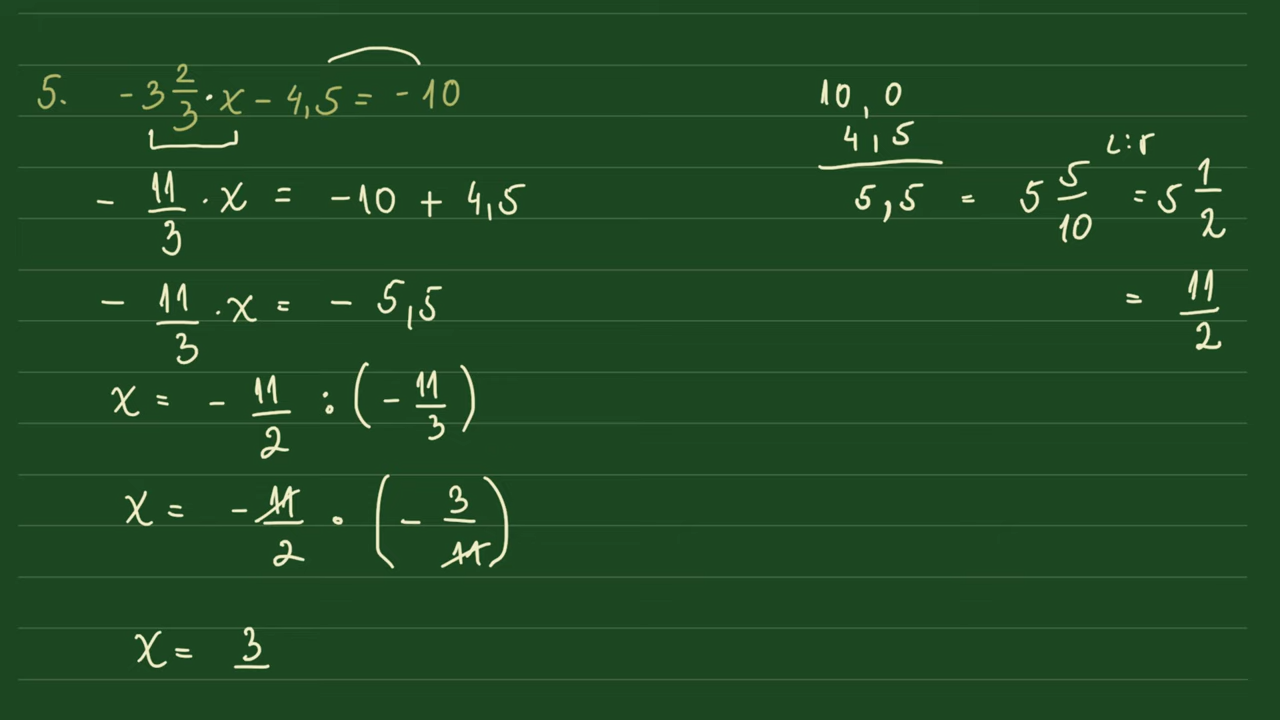 5. -3 2/3 · x - 4,5 = -10
- 11/3 · x = -10 + 4,5
- 11/3 · x = - 5,5
x = - 11/2 : (- 11/3)
x = - 11/2 · (- 3/11)
x = 3
10,0
4,5
5,5 = 5 5/10 = 5 1/2
= 11/2